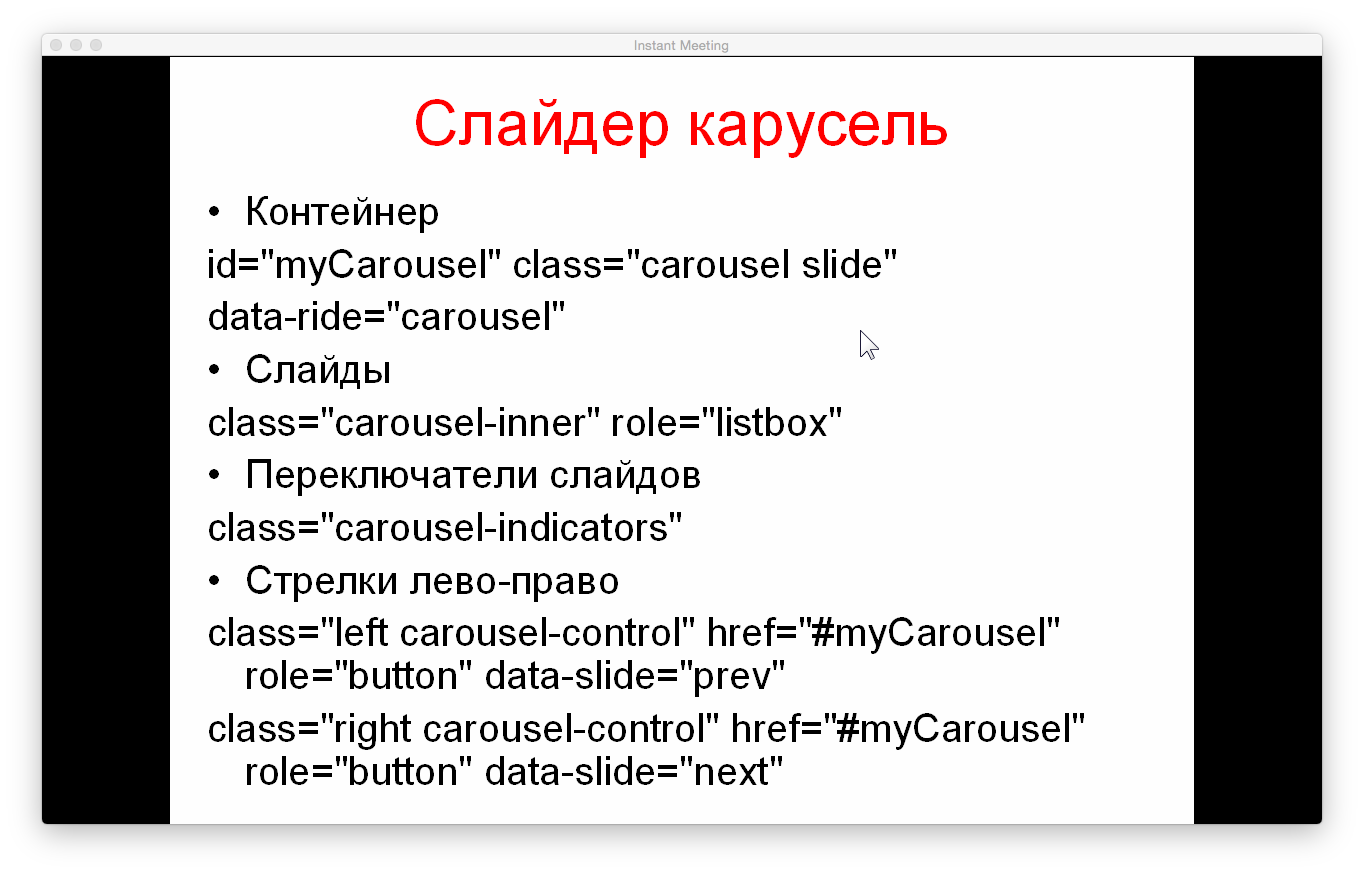 Instant Meeting
Слайдер карусель
• Контейнер
id="myCarousel" class="carousel slide"
data-ride="carousel"
• Слайды
class="carousel-inner" role="listbox"
• Переключатели слайдов
class="carousel-indicators"
• Стрелки лево-право
class="left carousel-control" href="#myCarousel"
role="button" data-slide="prev"
class="right carousel-control" href="#myCarousel"
role="button" data-slide="next"